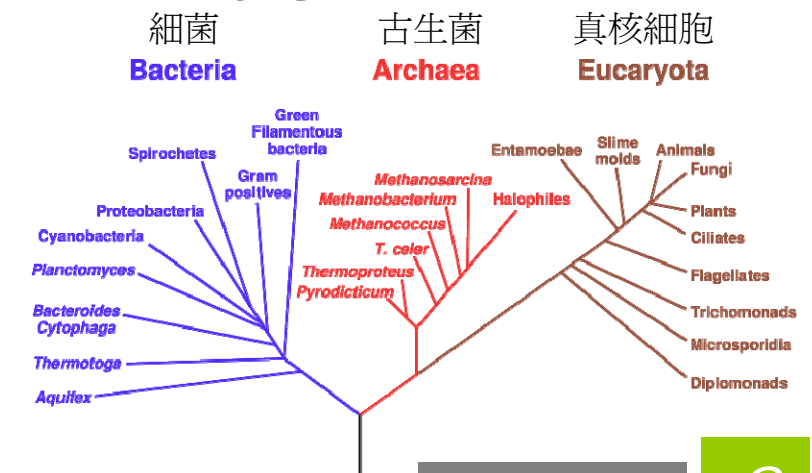 細菌
古生菌
真核細胞
Bacteria
Archaea
Eucaryota
Green
Filamentous
bacteria
Spirochetes
Gram
positives
Proteobacteria
Cyanobacteria
Planctomyces
Bacteroides
Cytophaga
Thermotoga
Aquifex
Methanosarcina
Methanobacterium
Halophiles
Methanococcus
T. celer
Thermoproteus
Pyrodicticum
Entamoebae
Slime
molds
Animals
Fungi
Plants
Ciliates
Flagellates
Trichomonads
Microsporidia
Diplomonads